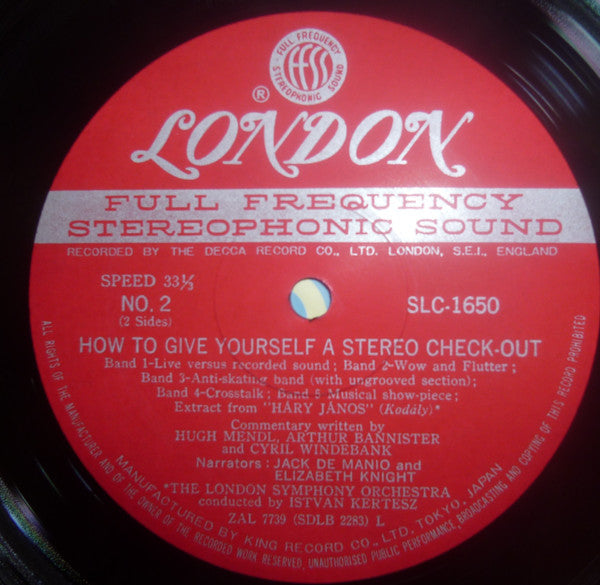 FULL FREQUENCY
ffss
STEREOPHONIC SOUND
®
LONDON
FULL FREQUENCY
STEREOPHONIC SOUND
RECORDED BY THE DECCA RECORD CO., LTD. LONDON, S.E.I., ENGLAND
SPEED 33⅓
NO. 2
(2 Sides)
SLC-1650
HOW TO GIVE YOURSELF A STEREO CHECK-OUT
Band 1-Live versus recorded sound; Band 2-Wow and Flutter;
Band 3-Anti-skating band (with ungrooved section);
Band 4-Crosstalk; Band 5 Musical show-piece;
Extract from "HÁRY JÁNOS" (Kodály)*
Commentary written by
HUGH MENDL, ARTHUR BANNISTER
and CYRIL WINDEBANK
Narrators: JACK DE MANIO and
ELIZABETH KNIGHT
*THE LONDON SYMPHONY ORCHESTRA
conducted by ISTVAN KERTESZ
ZAL 7739 (SDLB 2283) L
MANUFACTURED BY KING RECORD CO., LTD. TOKYO, JAPAN
ALL RIGHTS OF THE MANUFACTURER AND OF THE OWNER OF THE RECORDED WORK RESERVED. UNAUTHORISED PUBLIC PERFORMANCE, BROADCASTING AND COPYING OF THIS RECORD PROHIBITED